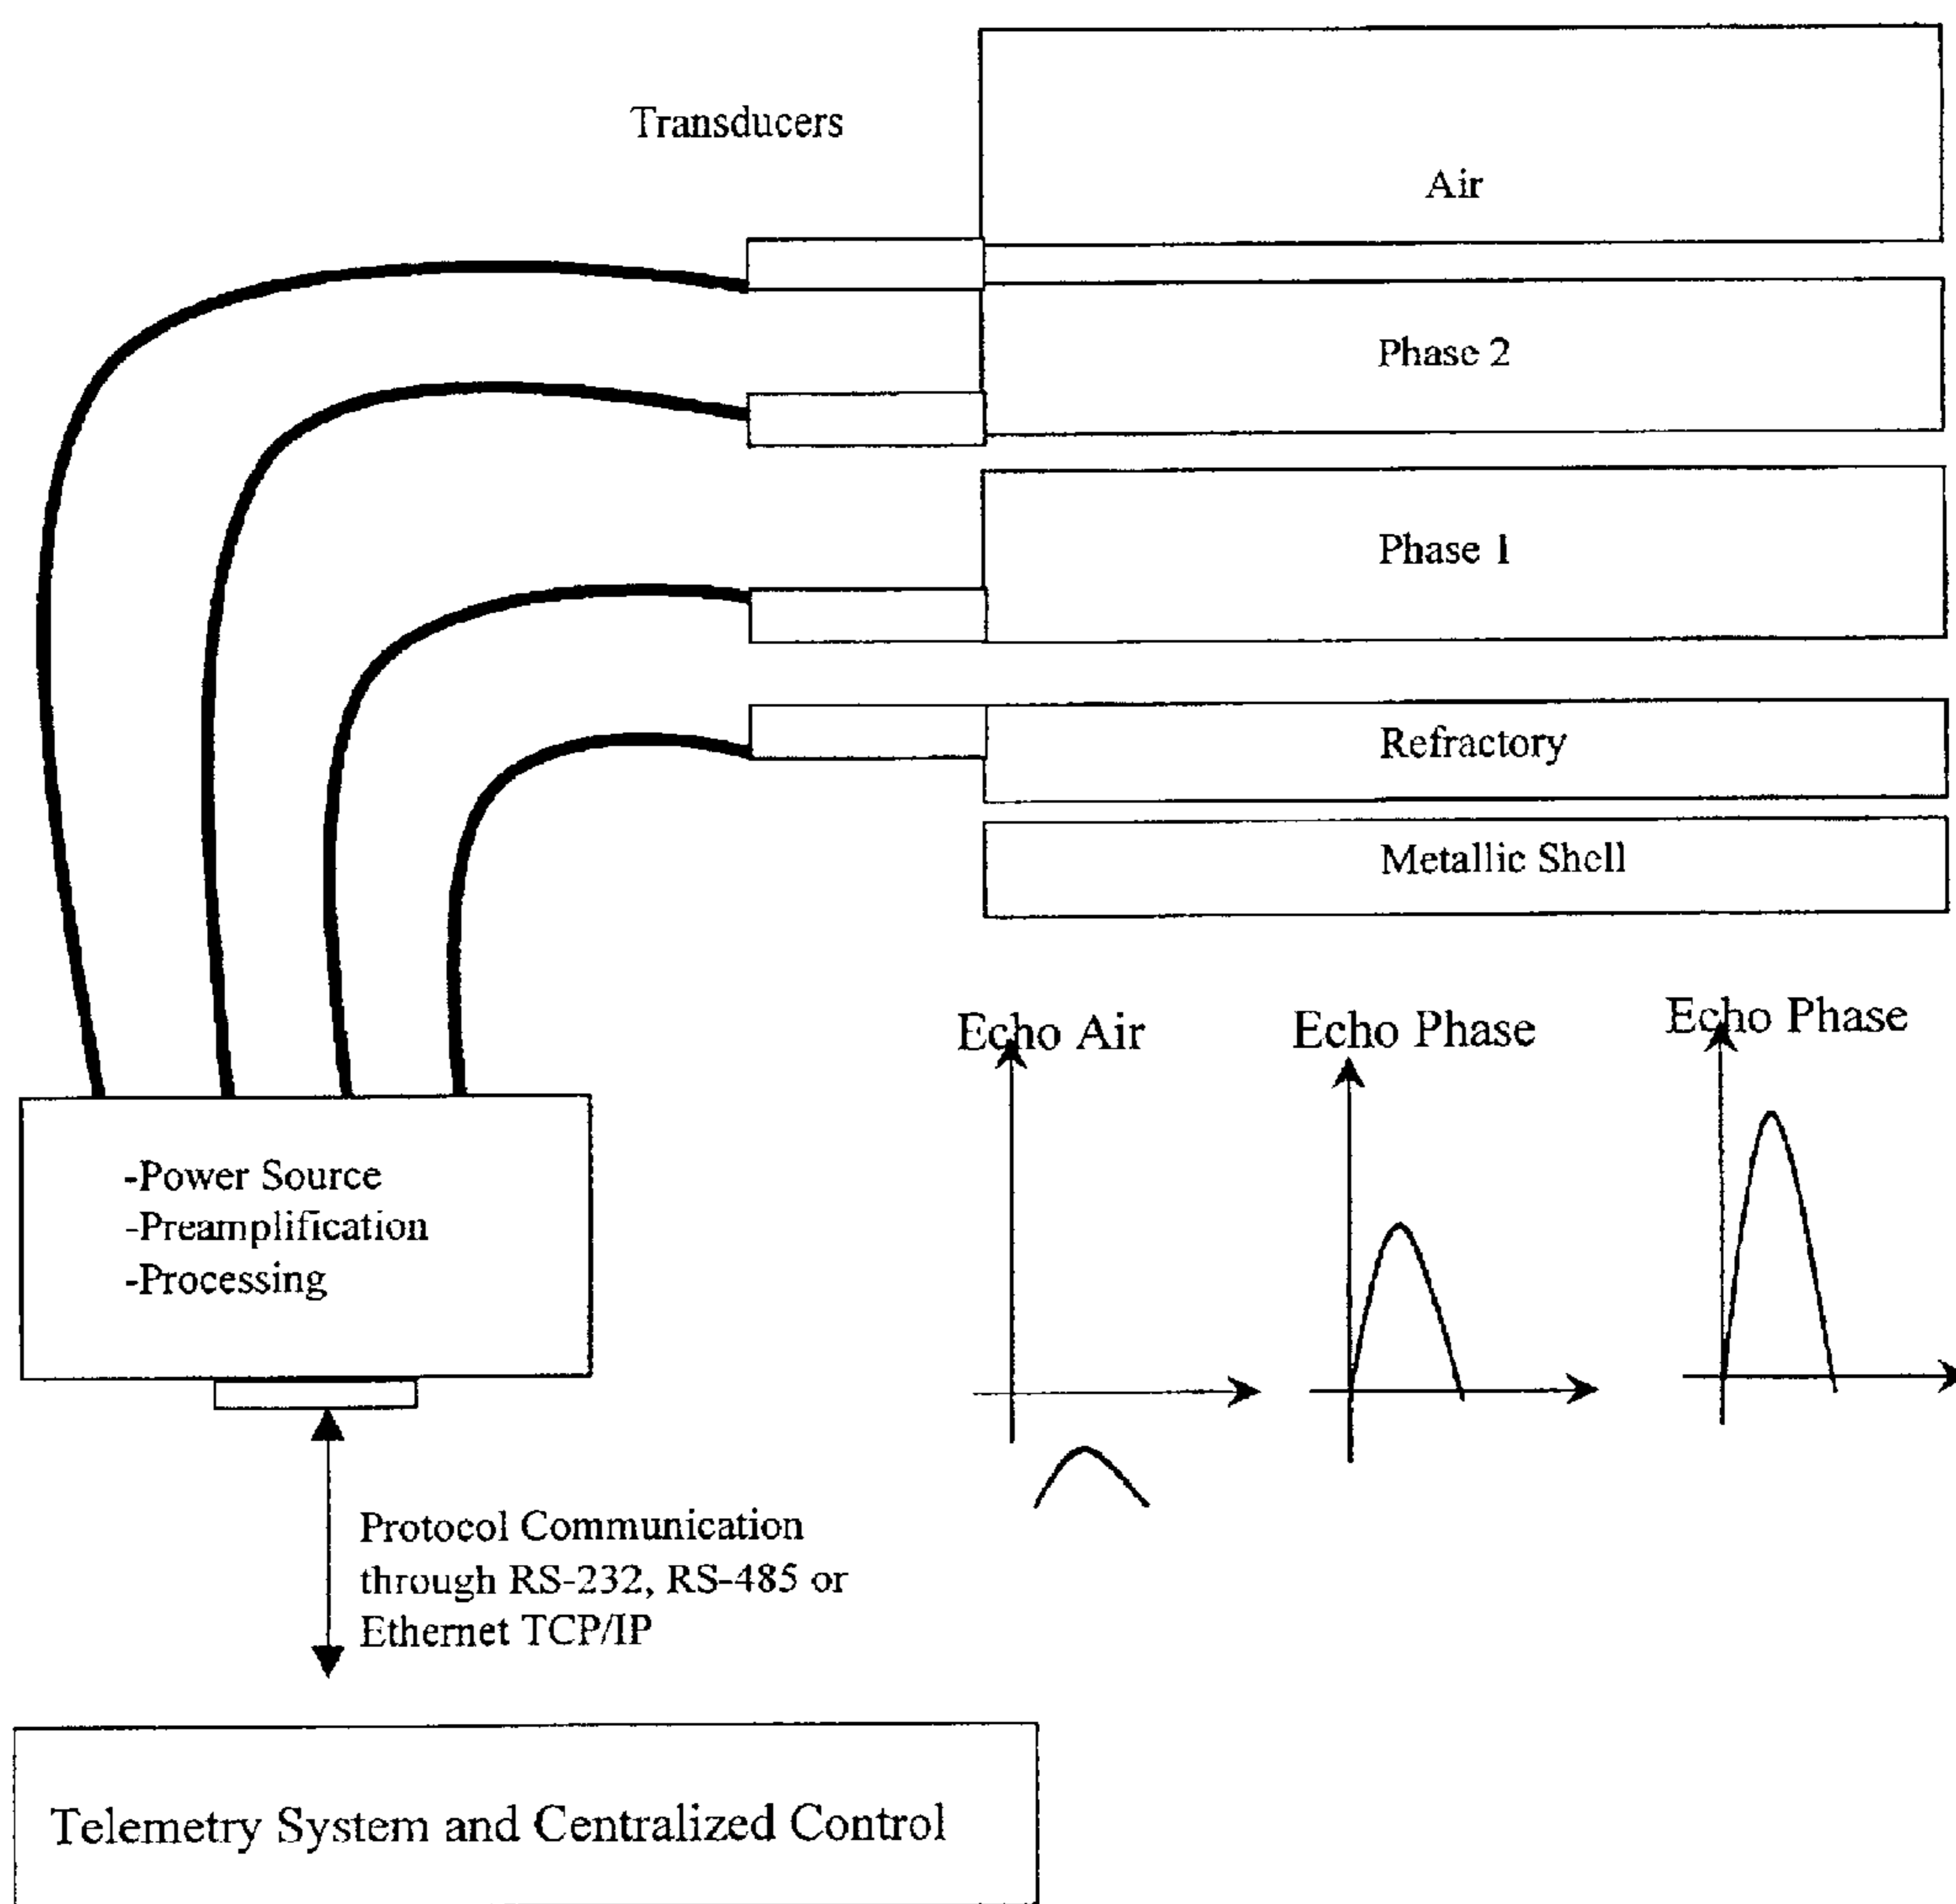 Transducers
Air
Phase 2
Phase 1
Refractory
Metallic Shell
Echo Air
Echo Phase
Echo Phase
-Power Source
-Preamplification
-Processing
Protocol Communication
through RS-232, RS-485 or
Ethernet TCP/IP
Telemetry System and Centralized Control